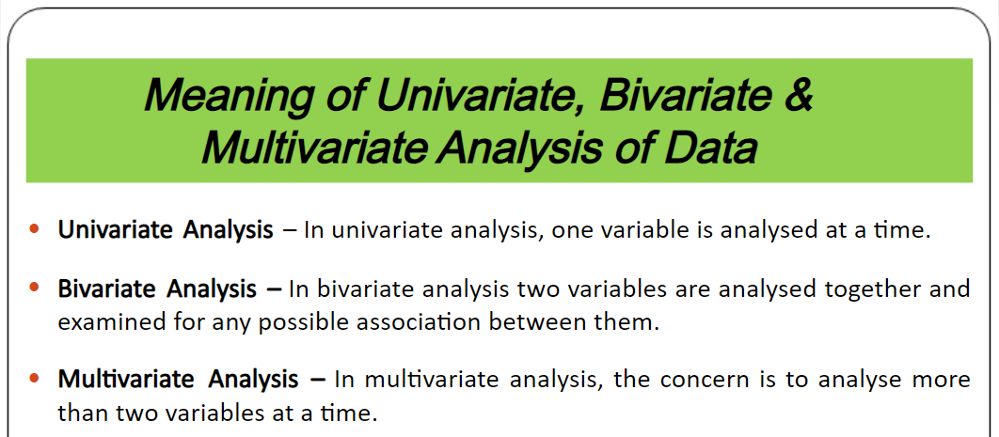 Meaning of Univariate, Bivariate &
Multivariate Analysis of Data
• Univariate Analysis – In univariate analysis, one variable is analysed at a time.
• Bivariate Analysis – In bivariate analysis two variables are analysed together and
examined for any possible association between them.
• Multivariate Analysis – In multivariate analysis, the concern is to analyse more
than two variables at a time.